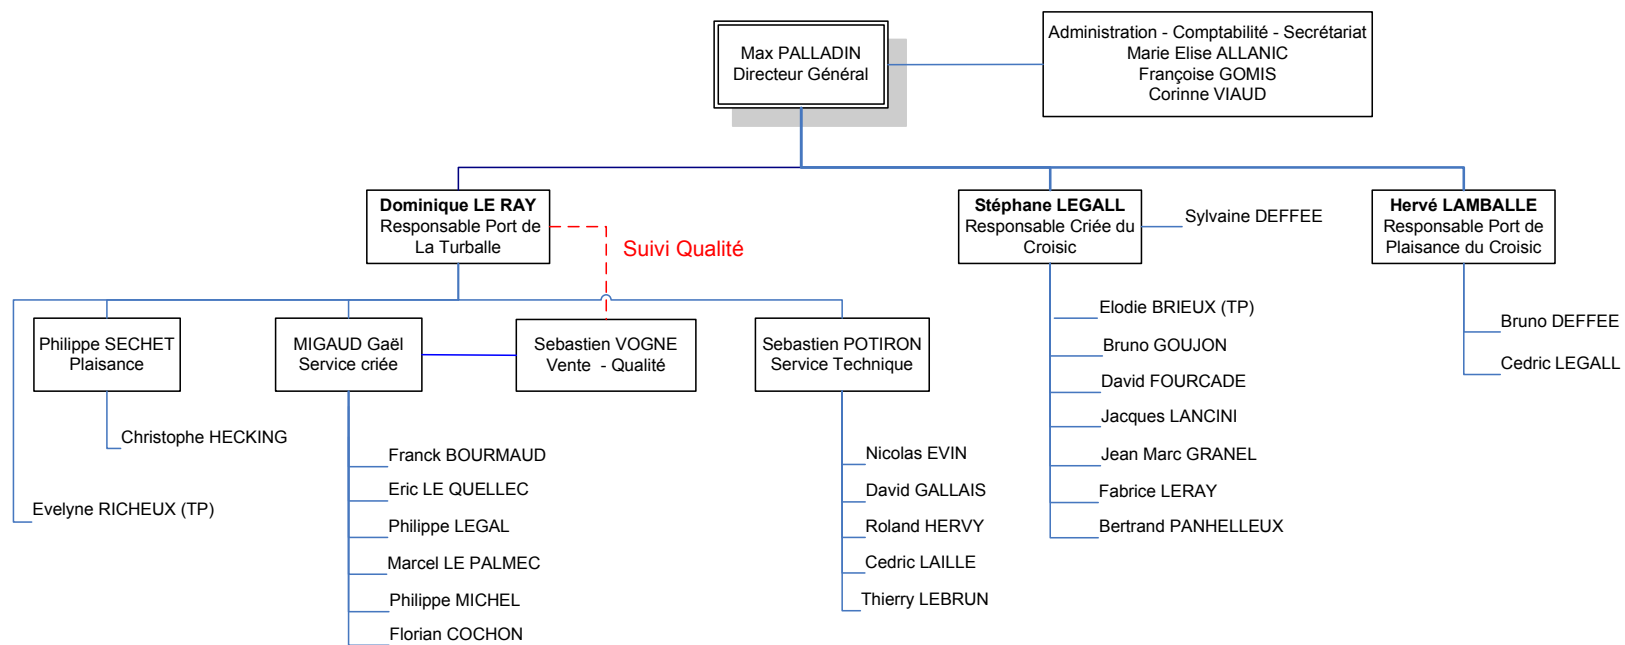 Max PALLADIN
Directeur Général
Administration - Comptabilité - Secrétariat
Marie Elise ALLANIC
Françoise GOMIS
Corinne VIAUD
Dominique LE RAY
Responsable Port de
La Turballe
Suivi Qualité
Stéphane LEGALL
Responsable Criée du
Croisic
Sylvaine DEFFEE
Hervé LAMBALLE
Responsable Port de
Plaisance du Croisic
Philippe SECHET
Plaisance
MIGAUD Gaël
Service criée
Sebastien VOGNE
Vente - Qualité
Sebastien POTIRON
Service Technique
Christophe HECKING
Evelyne RICHEUX (TP)
Franck BOURMAUD
Eric LE QUELLEC
Philippe LEGAL
Marcel LE PALMEC
Philippe MICHEL
Florian COCHON
Nicolas EVIN
David GALLAIS
Roland HERVY
Cedric LAILLE
Thierry LEBRUN
Elodie BRIEUX (TP)
Bruno GOUJON
David FOURCADE
Jacques LANCINI
Jean Marc GRANEL
Fabrice LERAY
Bertrand PANHELLEUX
Bruno DEFFEE
Cedric LEGALL